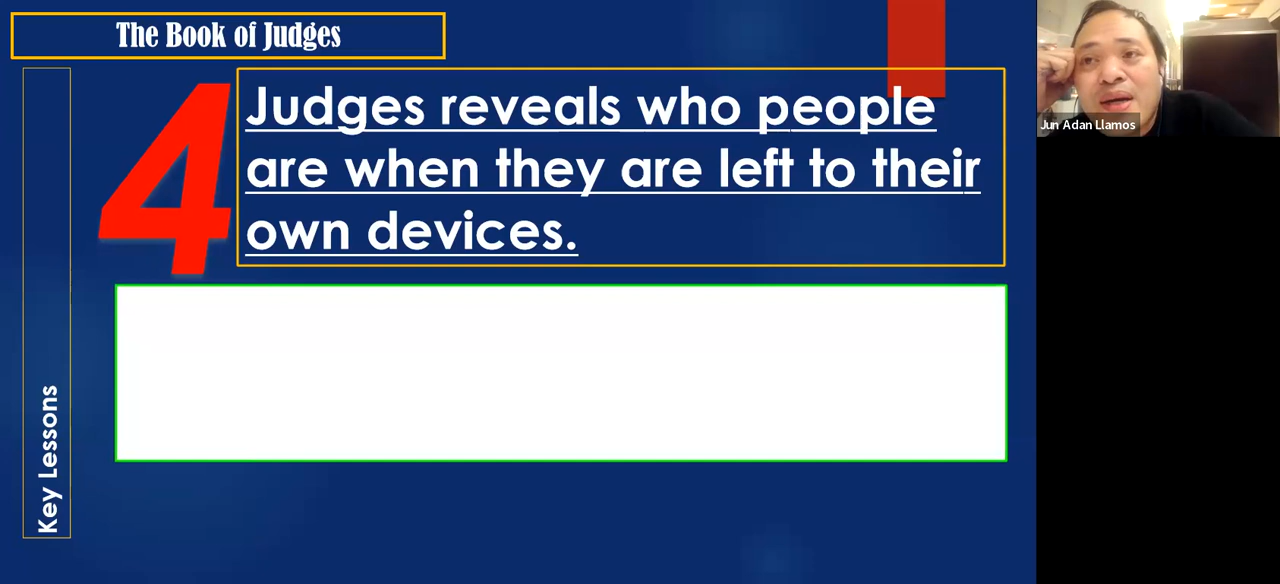 The Book of Judges
4
Judges reveals who people
are when they are left to their
own devices.
Key Lessons
Jun Adan Llamos